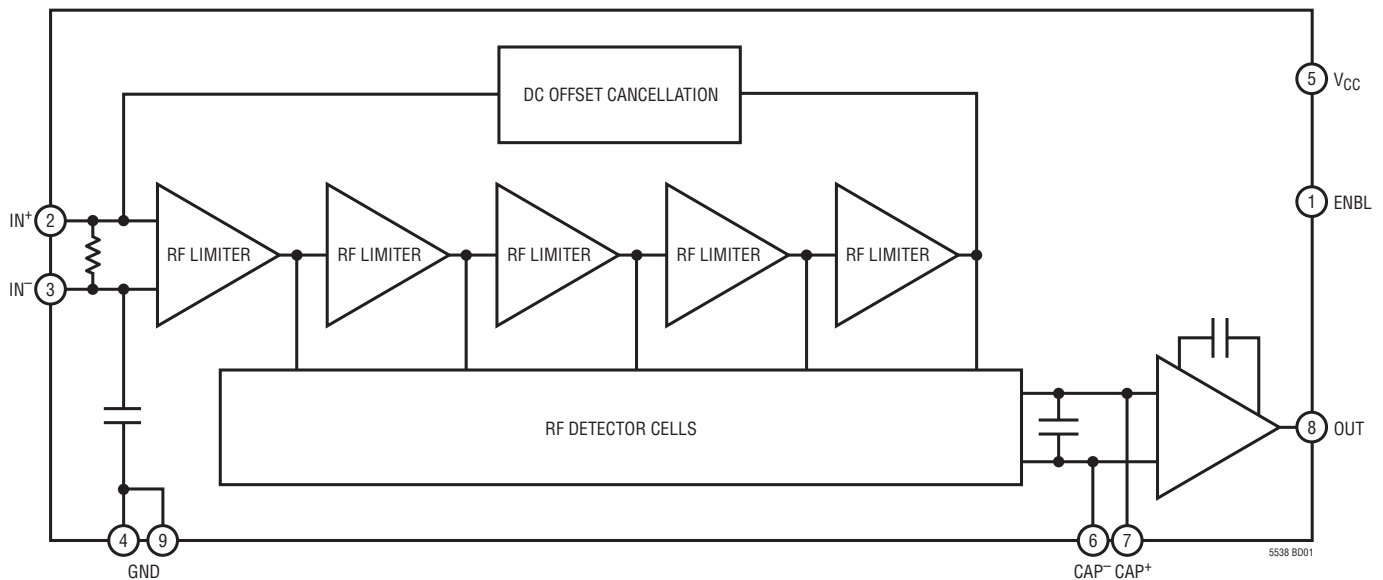 DC OFFSET CANCELLATION
5 VCC
IN+ 2
1 ENBL
RF LIMITER
RF LIMITER
RF LIMITER
RF LIMITER
RF LIMITER
IN− 3
RF DETECTOR CELLS
8 OUT
4 9
6 7
5538 BD01
GND
CAP− CAP+